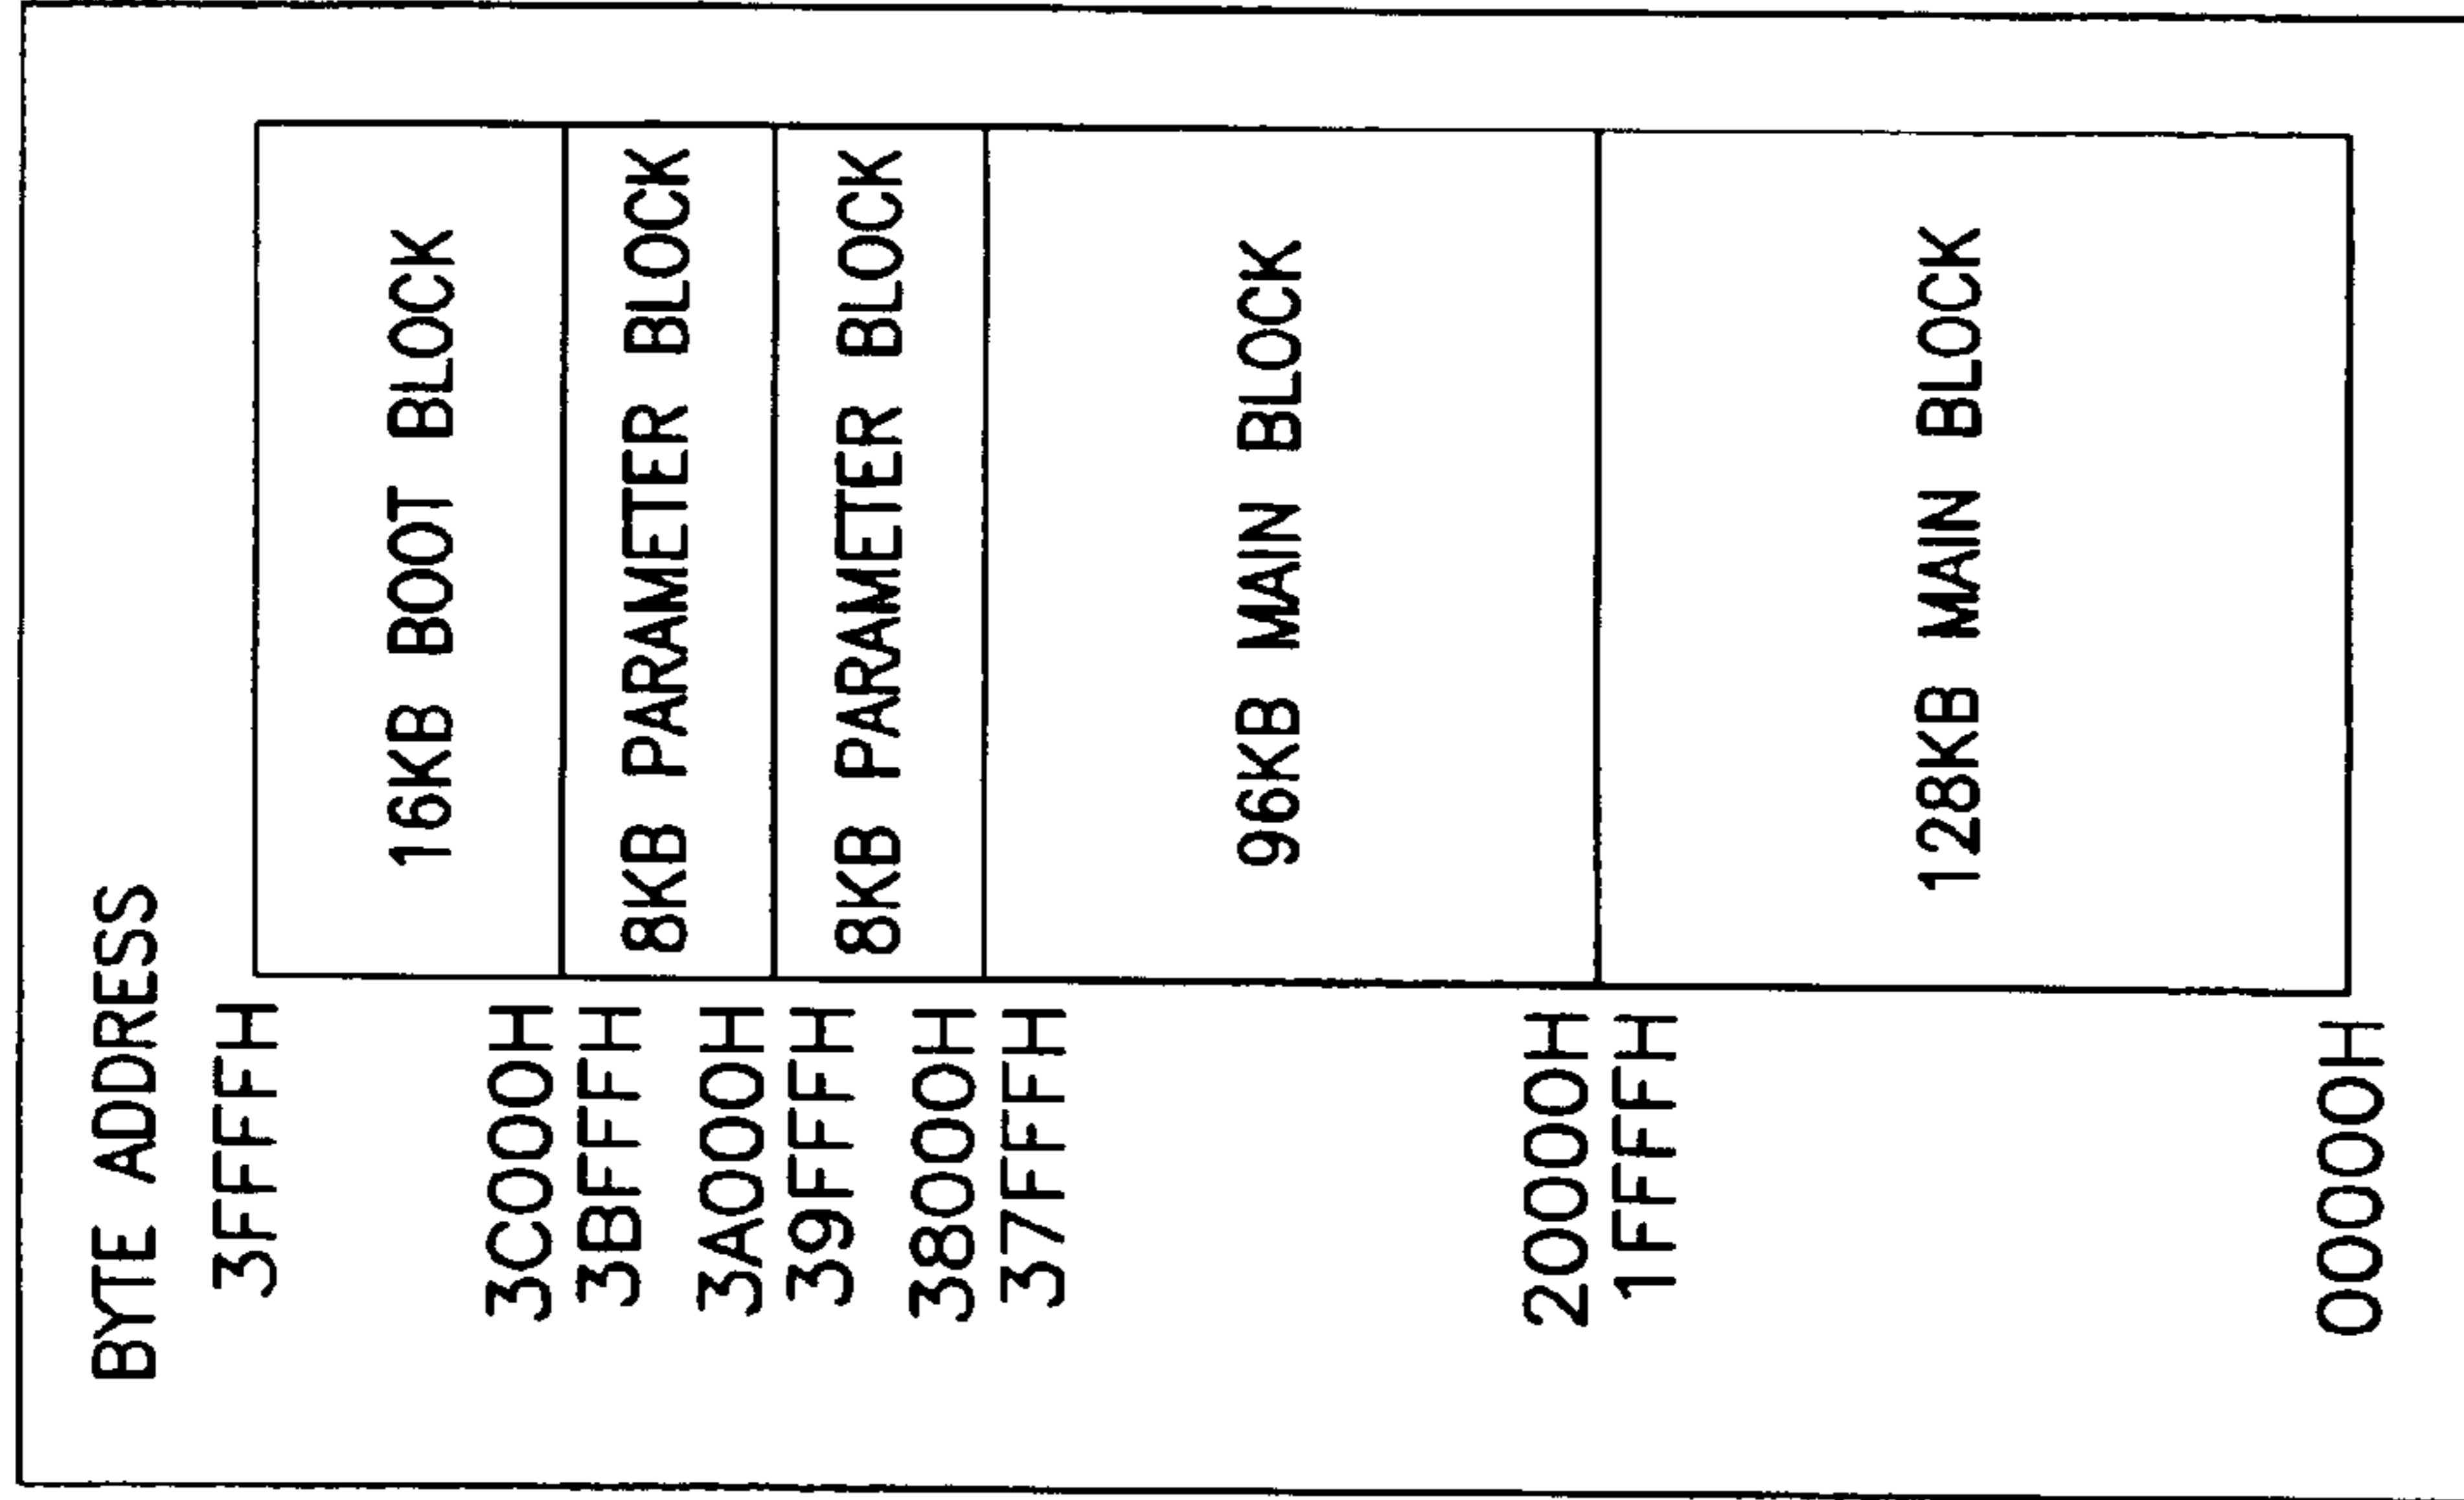 BYTE ADDRESS
3FFFFH
16KB BOOT BLOCK
3C000H
3BFFFH
8KB PARAMETER BLOCK
3A000H
39FFFH
8KB PARAMETER BLOCK
38000H
37FFFH
96KB MAIN BLOCK
20000H
1FFFFH
128KB MAIN BLOCK
00000H